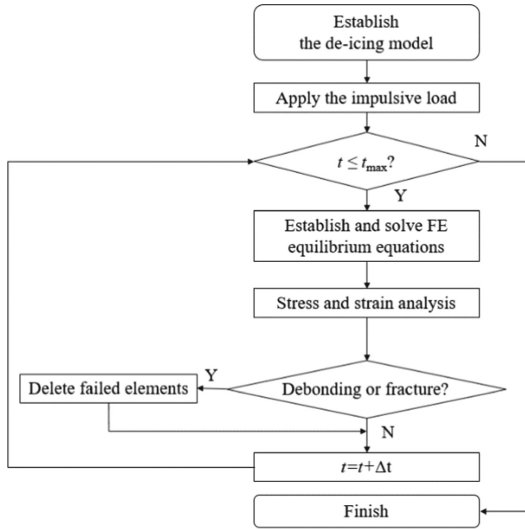 Establish
the de-icing model
Apply the impulsive load
N
t ≤ tmax?
Y
Establish and solve FE
equilibrium equations
Stress and strain analysis
Y
Delete failed elements
Debonding or fracture?
N
t=t+Δt
Finish